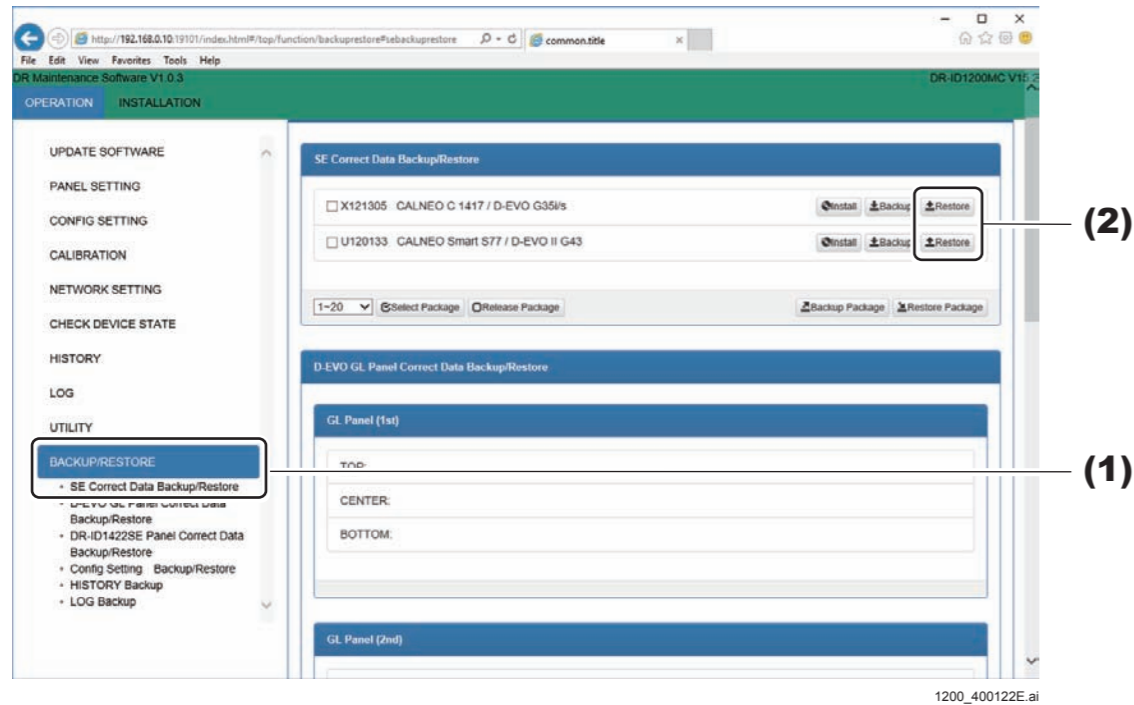 http://192.168.0.10:19101/index.html#/top/function/backuprestore#sebackuprestore
common.title
File Edit View Favorites Tools Help
DR Maintenance Software V1.0.3
DR-ID1200MC V15.2
OPERATION INSTALLATION
UPDATE SOFTWARE
PANEL SETTING
CONFIG SETTING
CALIBRATION
NETWORK SETTING
CHECK DEVICE STATE
HISTORY
LOG
UTILITY
BACKUP/RESTORE
• SE Correct Data Backup/Restore
• D-EVO GL Panel Correct Data
Backup/Restore
• DR-ID1422SE Panel Correct Data
Backup/Restore
• Config Setting Backup/Restore
• HISTORY Backup
• LOG Backup
SE Correct Data Backup/Restore
X121305 CALNEO C 1417 / D-EVO G35i/s
Install Backup Restore
U120133 CALNEO Smart S77 / D-EVO II G43
Install Backup Restore
1~20 Select Package Release Package
Backup Package Restore Package
D-EVO GL Panel Correct Data Backup/Restore
GL Panel (1st)
TOP:
CENTER:
BOTTOM:
GL Panel (2nd)
(2)
(1)
1200_400122E.ai